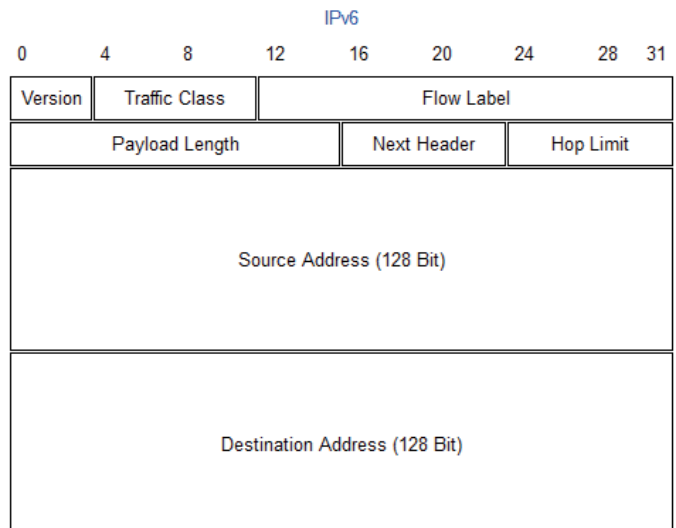 IPv6
0 4 8 12 16 20 24 28 31
Version Traffic Class Flow Label
Payload Length Next Header Hop Limit
Source Address (128 Bit)
Destination Address (128 Bit)